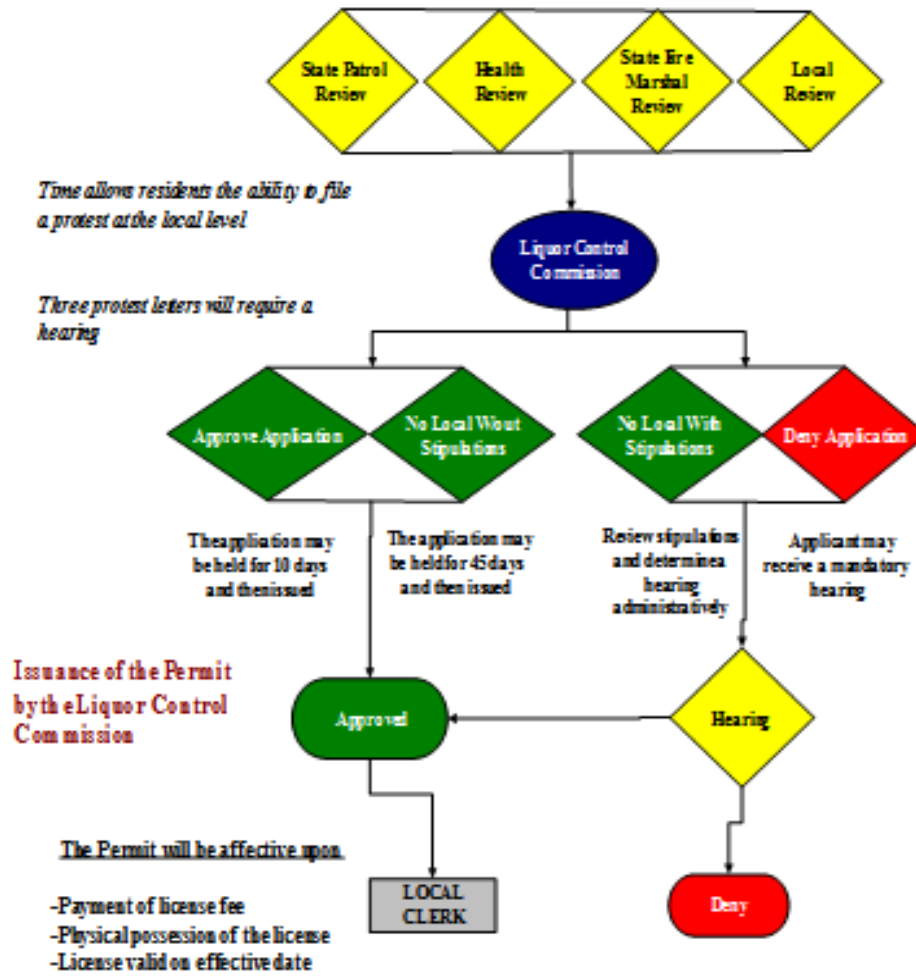 State Patrol
Review
Health
Review
State Fire
Marshal
Review
Local
Review
Time allows residents the ability to file
a protest at the local level
Liquor Control
Commission
Three protest letters will require a
hearing
Approve Application
No Local Wout
Stipulations
No Local With
Stipulations
Deny Application
The application may
be held for 10 days
and then issued
The application may
be held for 45 days
and then issued
Review stipulations
and determine a
hearing
administratively
Applicant may
receive a mandatory
hearing
Issuance of the Permit
by the Liquor Control
Commission
Approved
Hearing
The Permit will be affective upon
-Payment of license fee
-Physical possession of the license
-License valid on effective date
LOCAL
CLERK
Deny